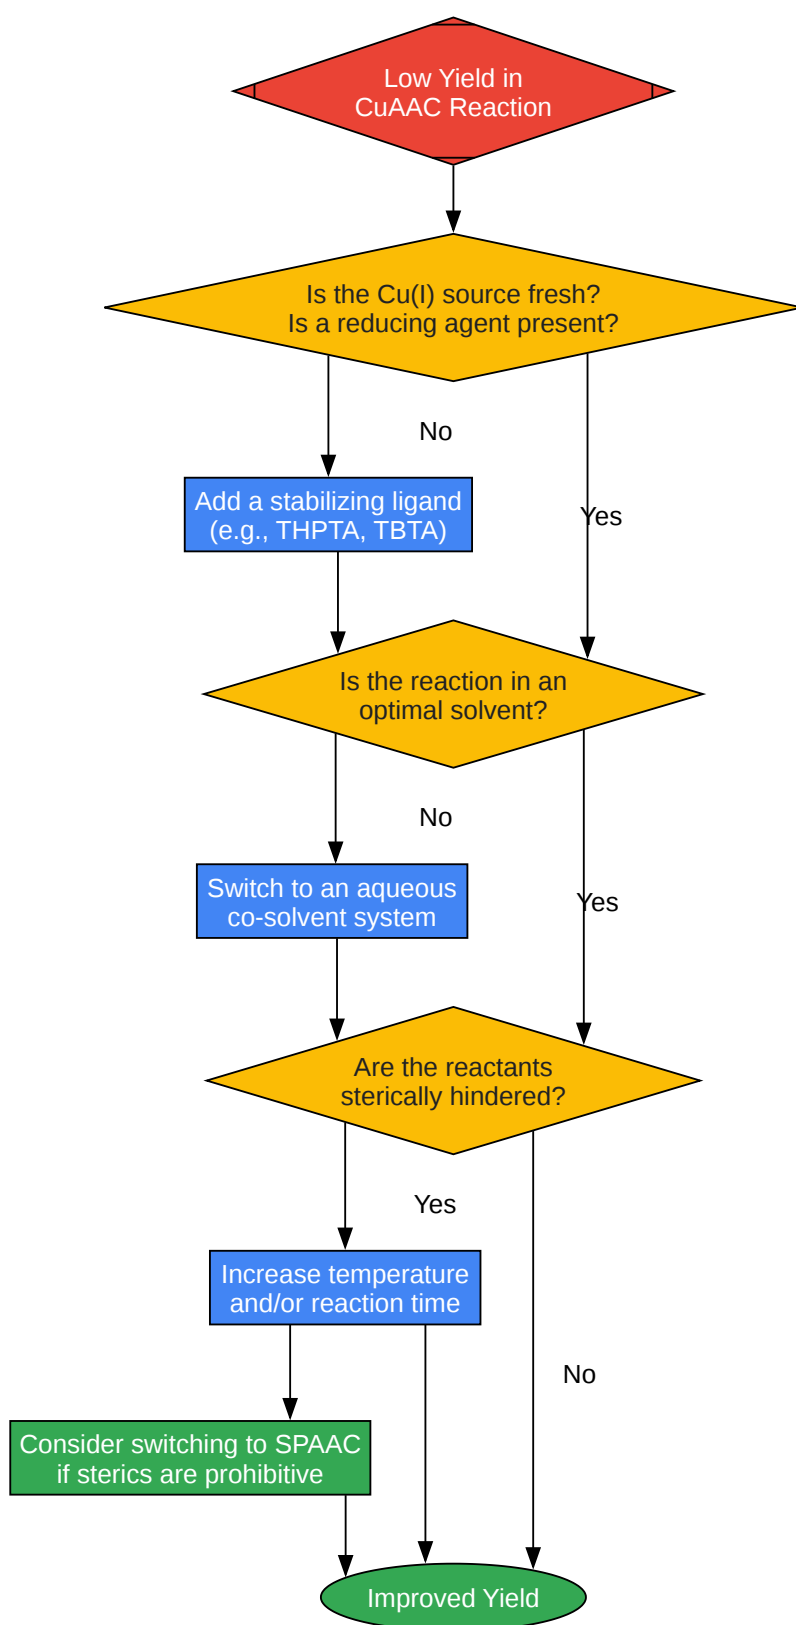 Low Yield in
CuAAC Reaction
Is the Cu(I) source fresh?
Is a reducing agent present?
No
Add a stabilizing ligand
(e.g., THPTA, TBTA)
Yes
Is the reaction in an
optimal solvent?
No
Switch to an aqueous
co-solvent system
Yes
Are the reactants
sterically hindered?
Yes
Increase temperature
and/or reaction time
No
Consider switching to SPAAC
if sterics are prohibitive
Improved Yield